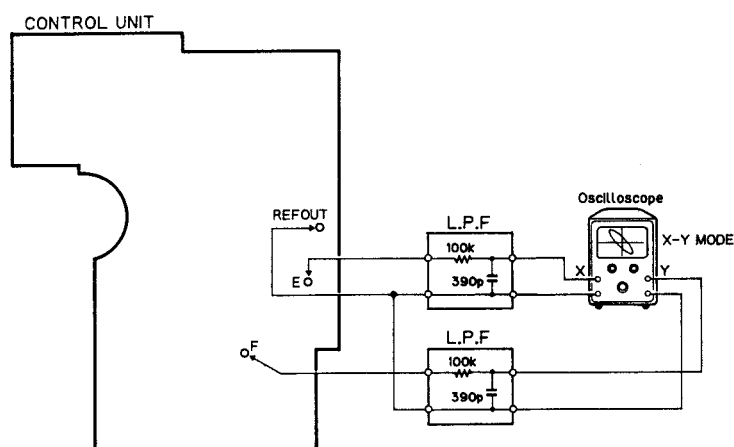 CONTROL UNIT
Oscilloscope
REFOUT
L.P.F
X-Y MODE
100k
X
Y
E
390p
L.P.F
F
100k
390p